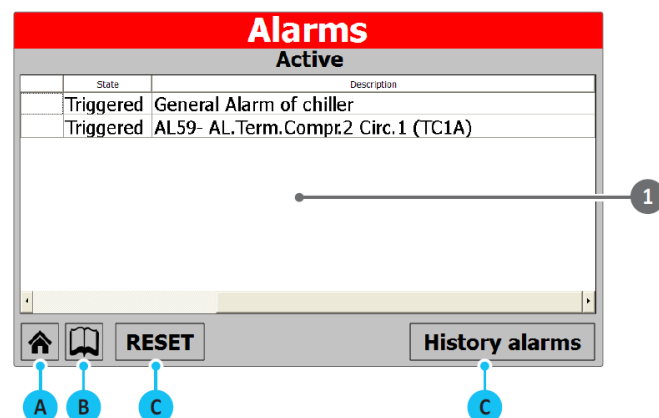 Alarms
Active
State Description
Triggered General Alarm of chiller
Triggered AL59- AL.Term.Compr.2 Circ.1 (TC1A)
1
RESET History alarms
A B C C